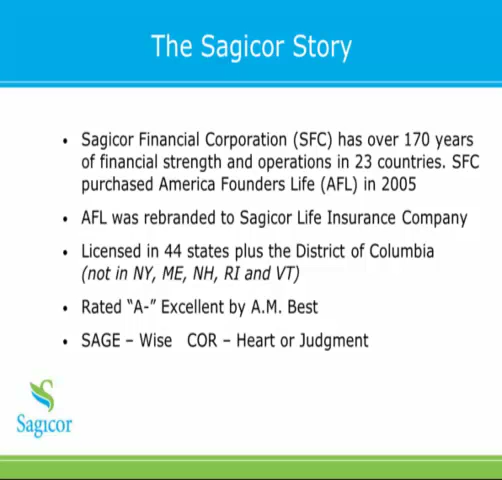 The Sagicor Story
• Sagicor Financial Corporation (SFC) has over 170 years
of financial strength and operations in 23 countries. SFC
purchased America Founders Life (AFL) in 2005
• AFL was rebranded to Sagicor Life Insurance Company
• Licensed in 44 states plus the District of Columbia
(not in NY, ME, NH, RI and VT)
• Rated “A-” Excellent by A.M. Best
• SAGE – Wise COR – Heart or Judgment
Sagicor